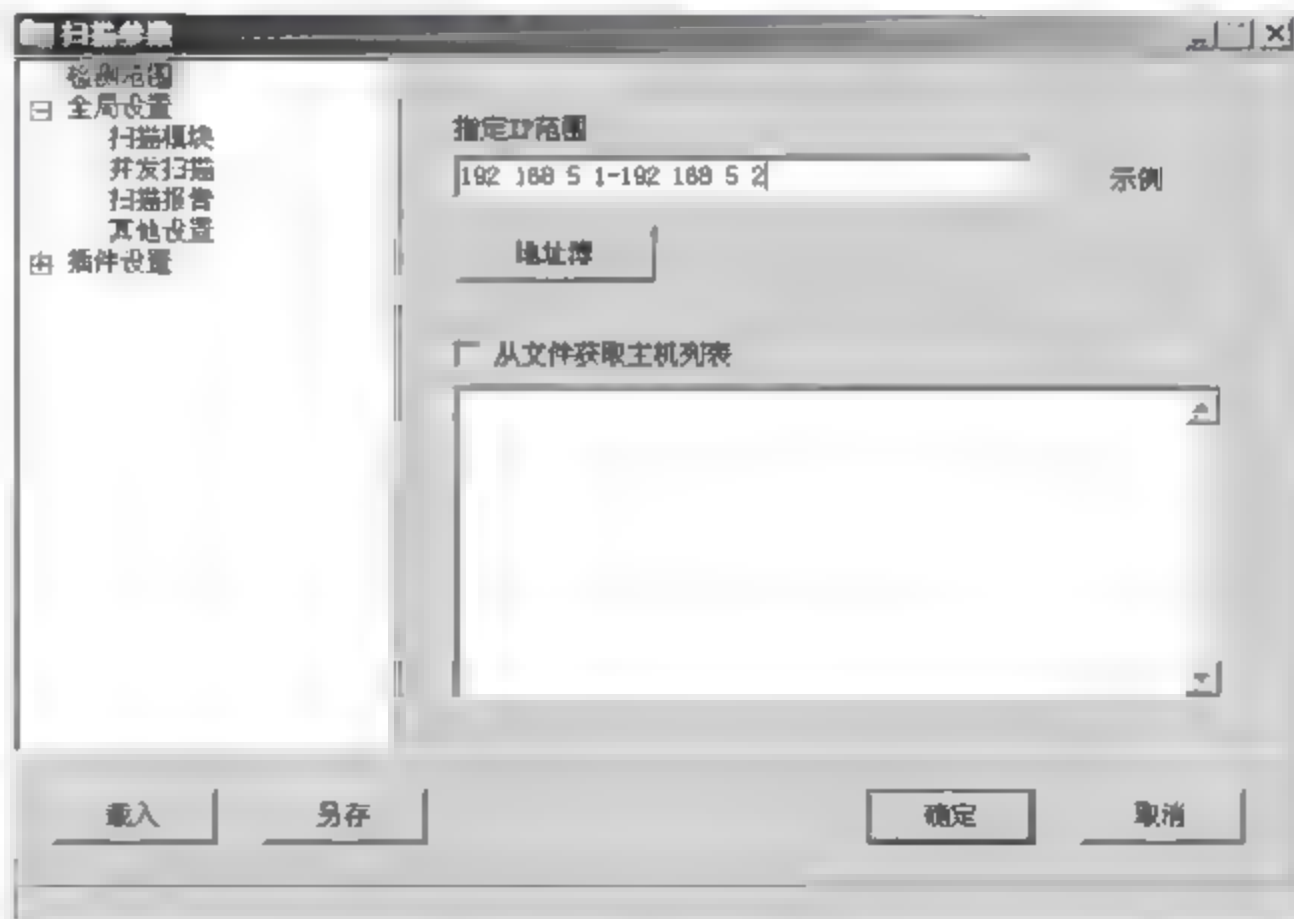 扫描参数
检测范围
全局设置
扫描模块
并发扫描
扫描报告
其他设置
插件设置
指定IP范围
192 168 5 1-192 168 5 2
示例
地址簿
从文件获取主机列表
载入
另存
确定
取消